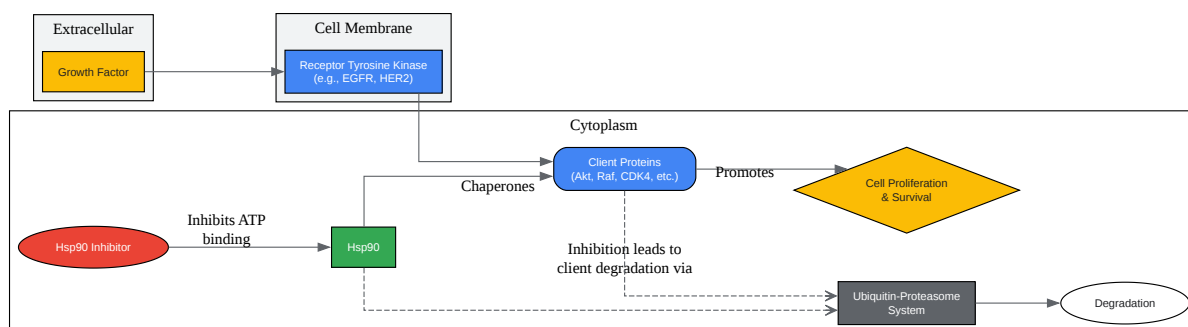 Extracellular
Growth Factor
Cell Membrane
Receptor Tyrosine Kinase
(e.g., EGFR, HER2)
Cytoplasm
Client Proteins
(Akt, Raf, CDK4, etc.)
Chaperones
Promotes
Cell Proliferation
& Survival
Inhibits ATP
binding
Hsp90 Inhibitor
Hsp90
Inhibition leads to
client degradation via
Ubiquitin-Proteasome
System
Degradation